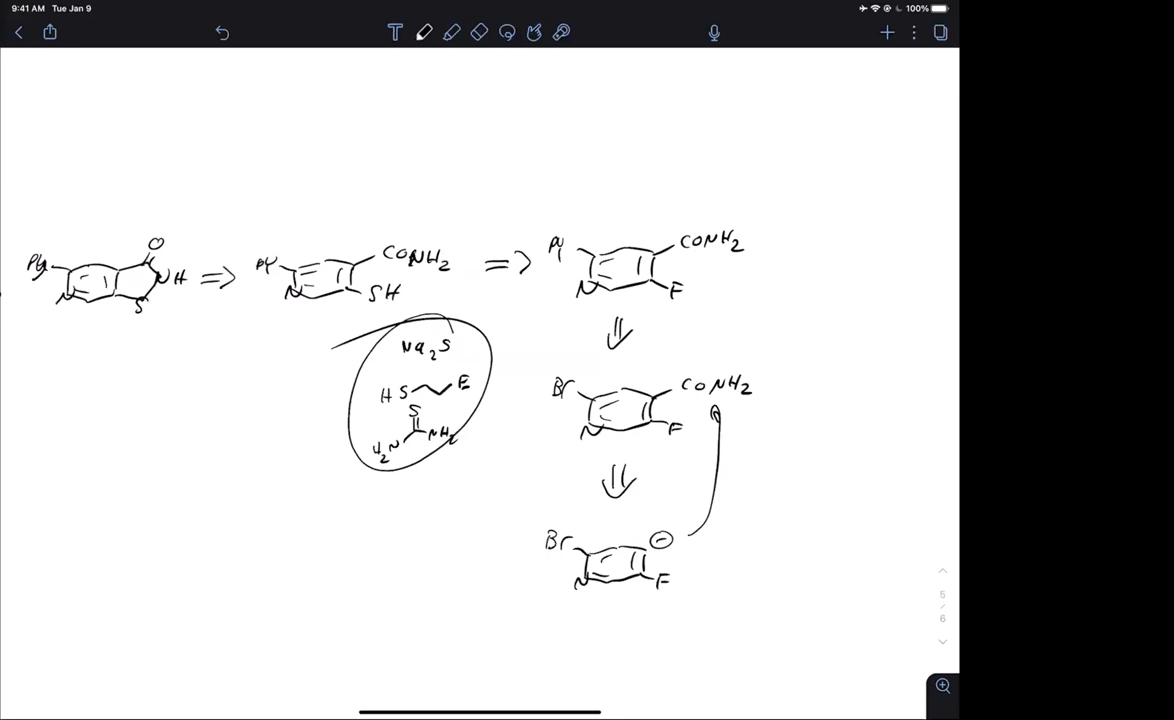 9:41 AM Tue Jan 9
100%
T
O
Py
NH
N
S
Py
CONH2
N
SH
Py
CONH2
N
F
Na2S
HS
S
H2N
NH2
Br
CONH2
N
F
Br
N
F
5
/
6